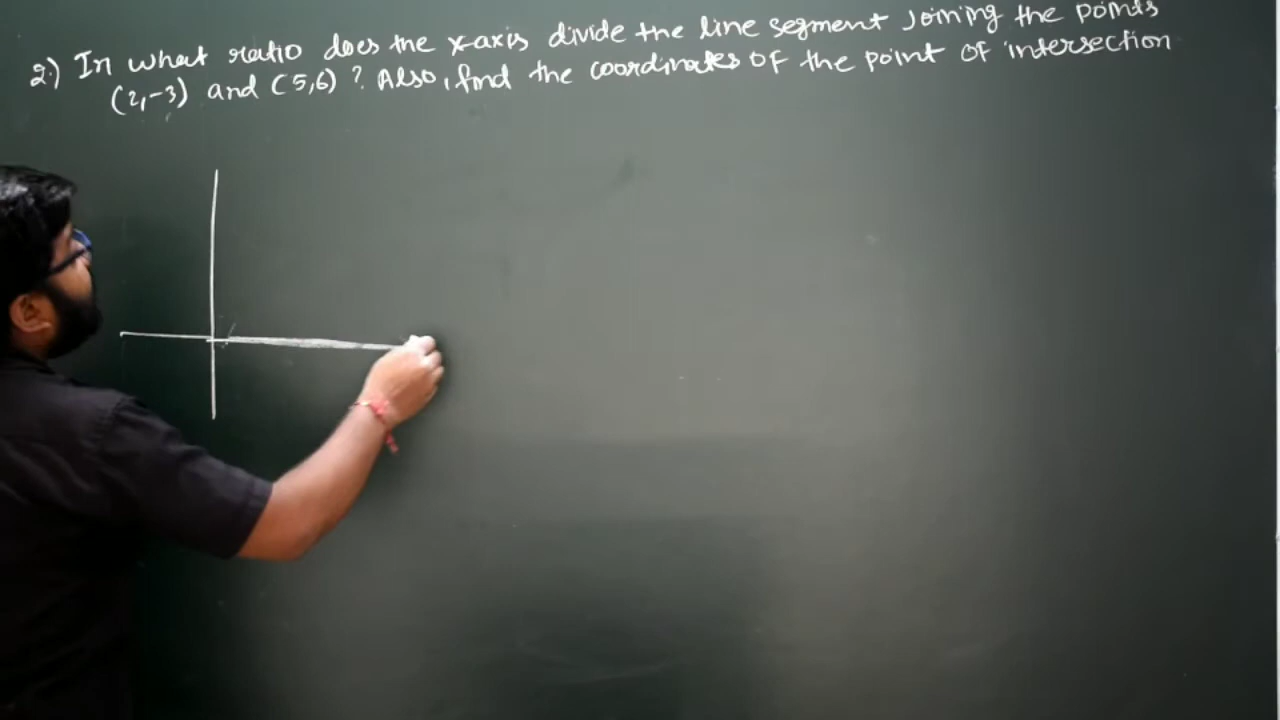 2.) In what ratio does the x-axis divide the line segment joining the points
(2,-3) and (5,6) ? Also, find the coordinates of the point of intersection